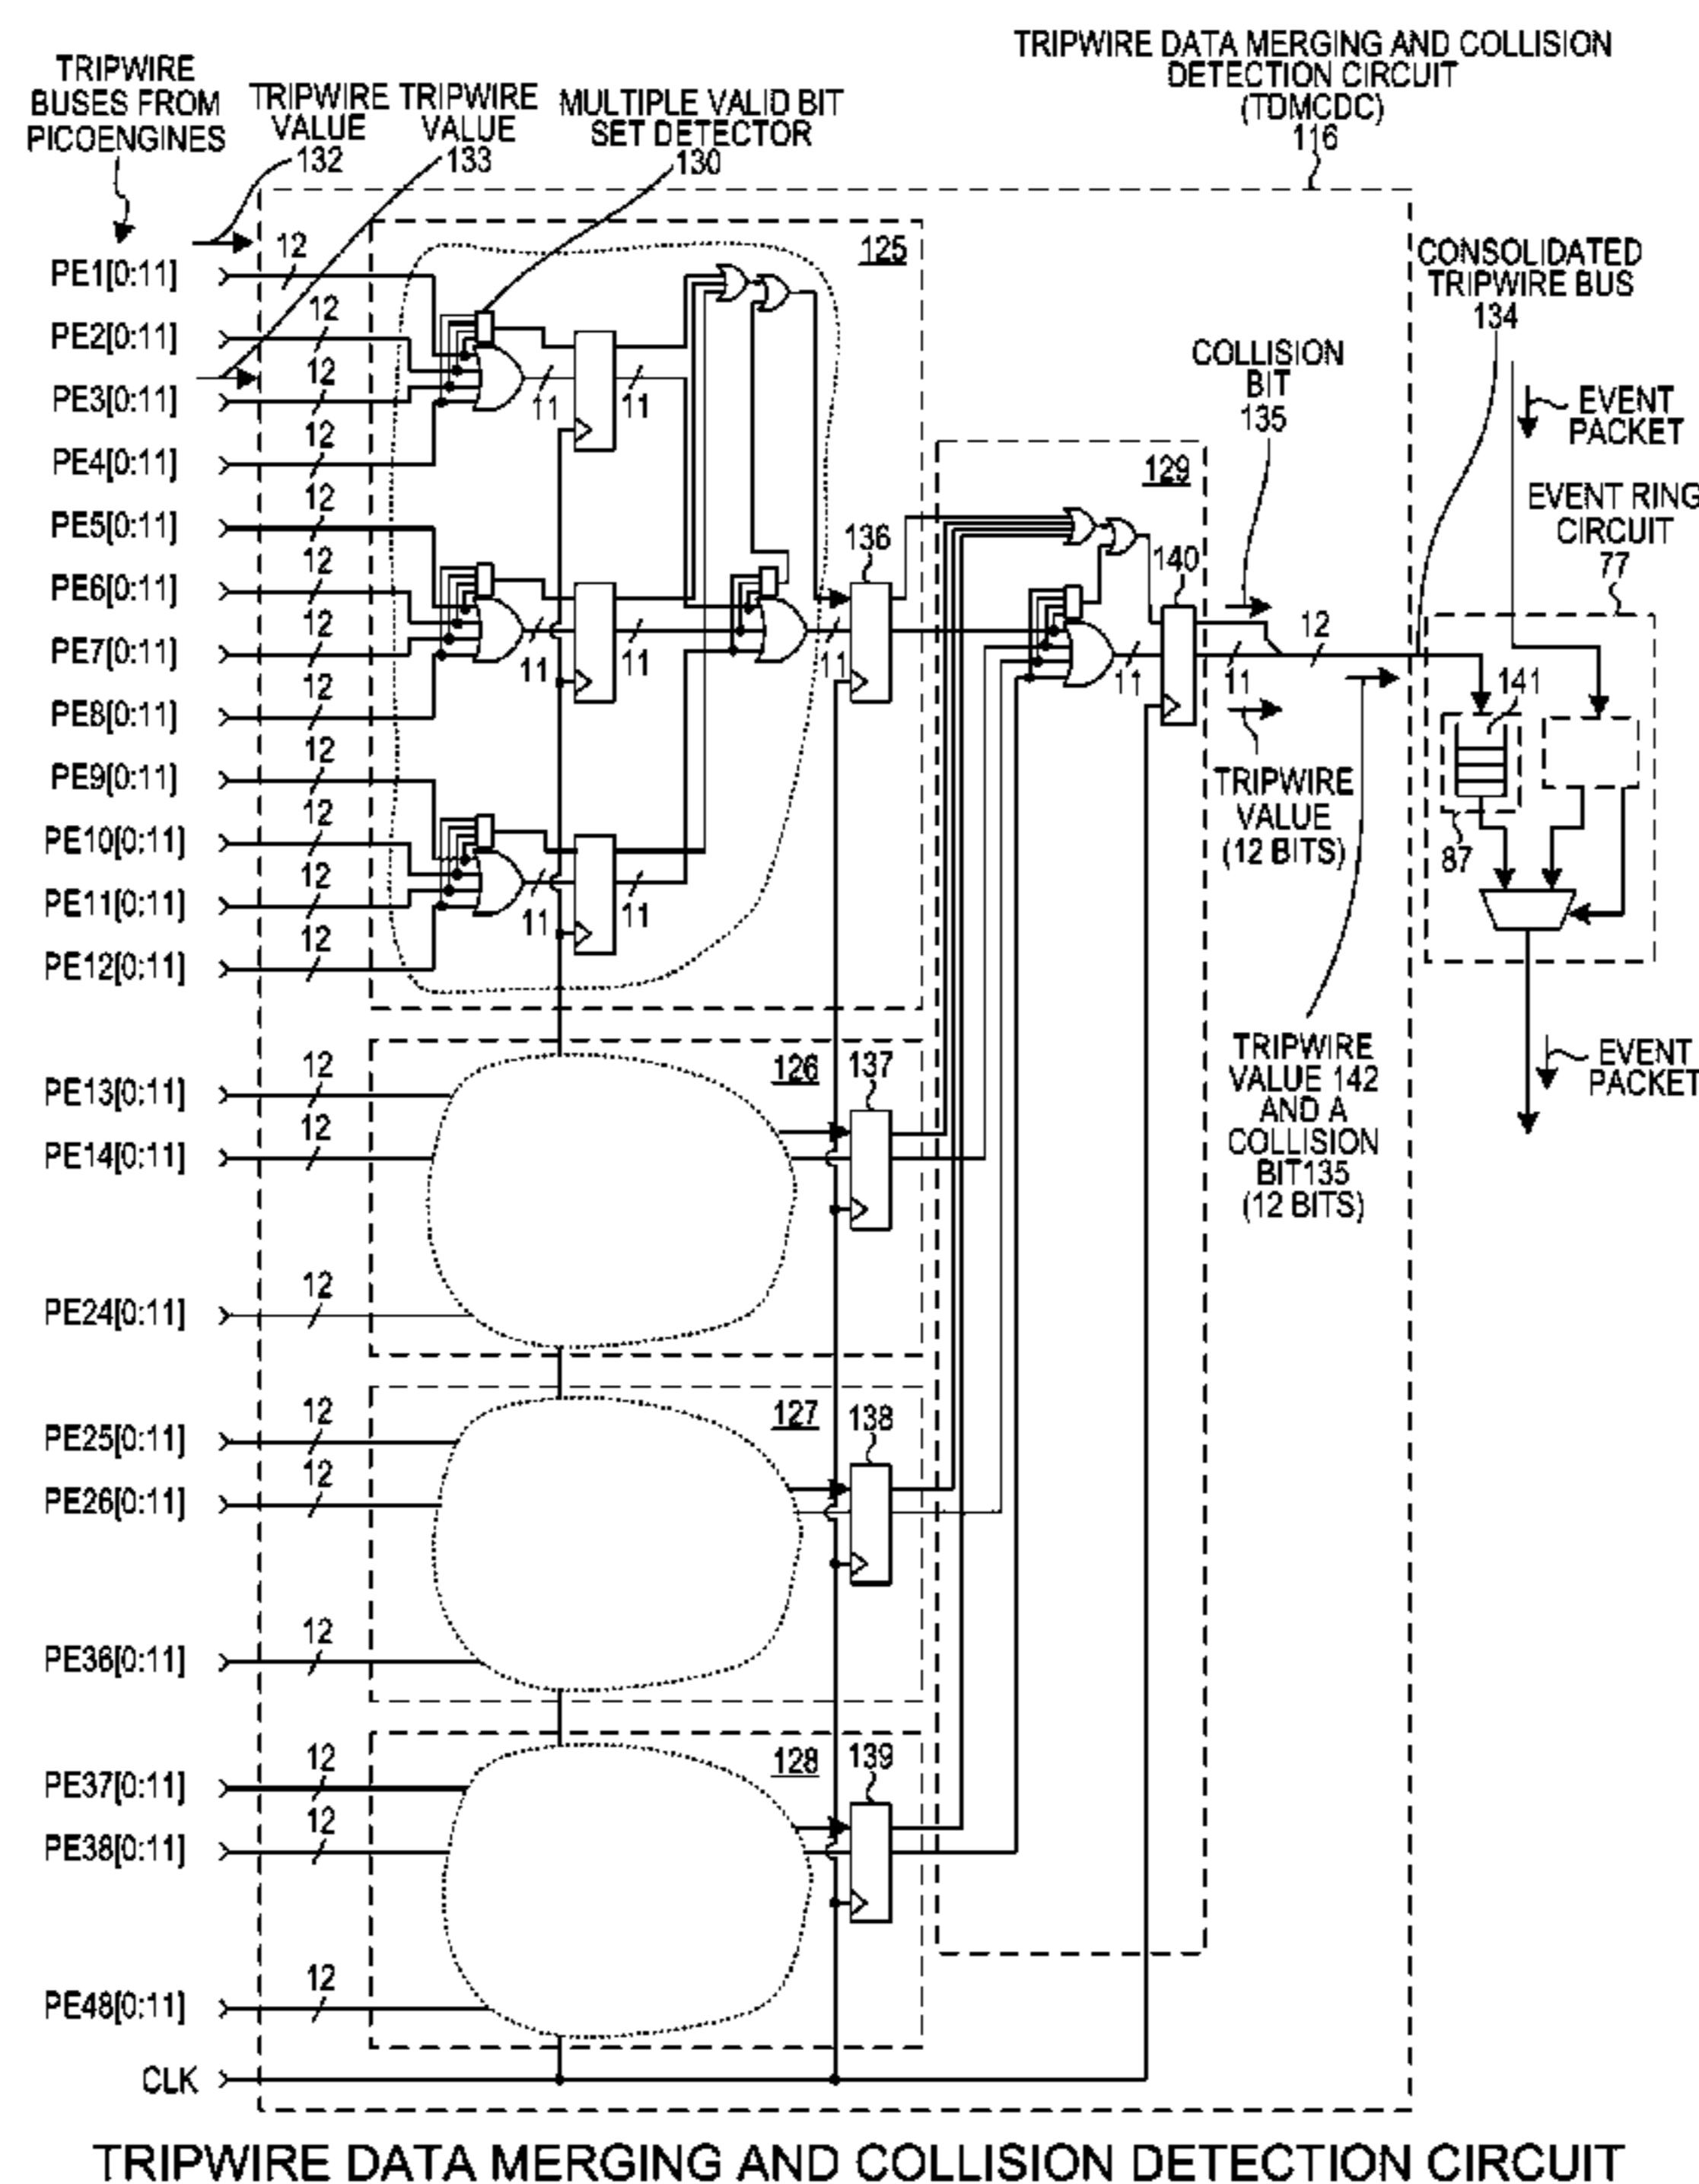 TRIPWIRE DATA MERGING AND COLLISION
DETECTION CIRCUIT
(TDMCDC)
116
TRIPWIRE
BUSES FROM
PICOENGINES
TRIPWIRE
VALUE
132
TRIPWIRE
VALUE
133
MULTIPLE VALID BIT
SET DETECTOR
130
PE1[0:11]
12
PE2[0:11]
12
PE3[0:11]
12
PE4[0:11]
12
PE5[0:11]
12
PE6[0:11]
12
PE7[0:11]
12
PE8[0:11]
12
PE9[0:11]
12
PE10[0:11]
12
PE11[0:11]
12
PE12[0:11]
12
125
11
11
11
11
11
11
11
136
129
140
11
11
COLLISION
BIT
135
12
CONSOLIDATED
TRIPWIRE BUS
134
EVENT
PACKET
EVENT RING
CIRCUIT
77
141
87
TRIPWIRE
VALUE
(12 BITS)
TRIPWIRE
VALUE 142
AND A
COLLISION
BIT135
(12 BITS)
EVENT
PACKET
PE13[0:11]
12
PE14[0:11]
12
PE24[0:11]
12
126
137
PE25[0:11]
12
PE26[0:11]
12
PE36[0:11]
12
127
138
PE37[0:11]
12
PE38[0:11]
12
PE48[0:11]
12
128
139
CLK
TRIPWIRE DATA MERGING AND COLLISION DETECTION CIRCUIT